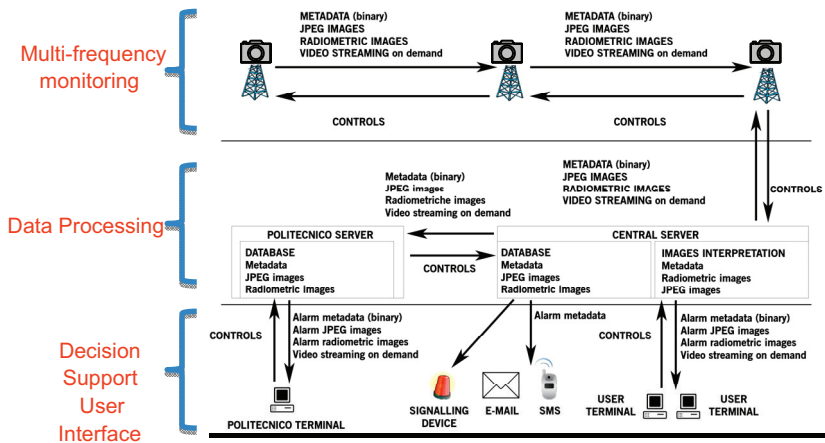 Multi-frequency
monitoring
METADATA (binary)
JPEG IMAGES
RADIOMETRIC IMAGES
VIDEO STREAMING on demand
METADATA (binary)
JPEG IMAGES
RADIOMETRIC IMAGES
VIDEO STREAMING on demand
CONTROLS
CONTROLS
Data Processing
Metadata (binary)
JPEG images
Radiometriche images
Video streaming on demand
METADATA (binary)
JPEG IMAGES
RADIOMETRIC IMAGES
VIDEO STREAMING on demand
CONTROLS
POLITECNICO SERVER
DATABASE
Metadata
JPEG images
Radiometric images
CONTROLS
CENTRAL SERVER
DATABASE
Metadata
JPEG images
Radiometric images
IMAGES INTERPRETATION
Metadata
Radiometric images
JPEG images
Decision
Support
User
Interface
CONTROLS
Alarm metadata (binary)
Alarm JPEG images
Alarm radiometric images
Video streaming on demand
POLITECNICO TERMINAL
Alarm metadata
SIGNALLING
DEVICE
E-MAIL
SMS
CONTROLS
Alarm metadata (binary)
Alarm JPEG images
Alarm radiometric images
Video streaming on demand
USER
TERMINAL
USER
TERMINAL